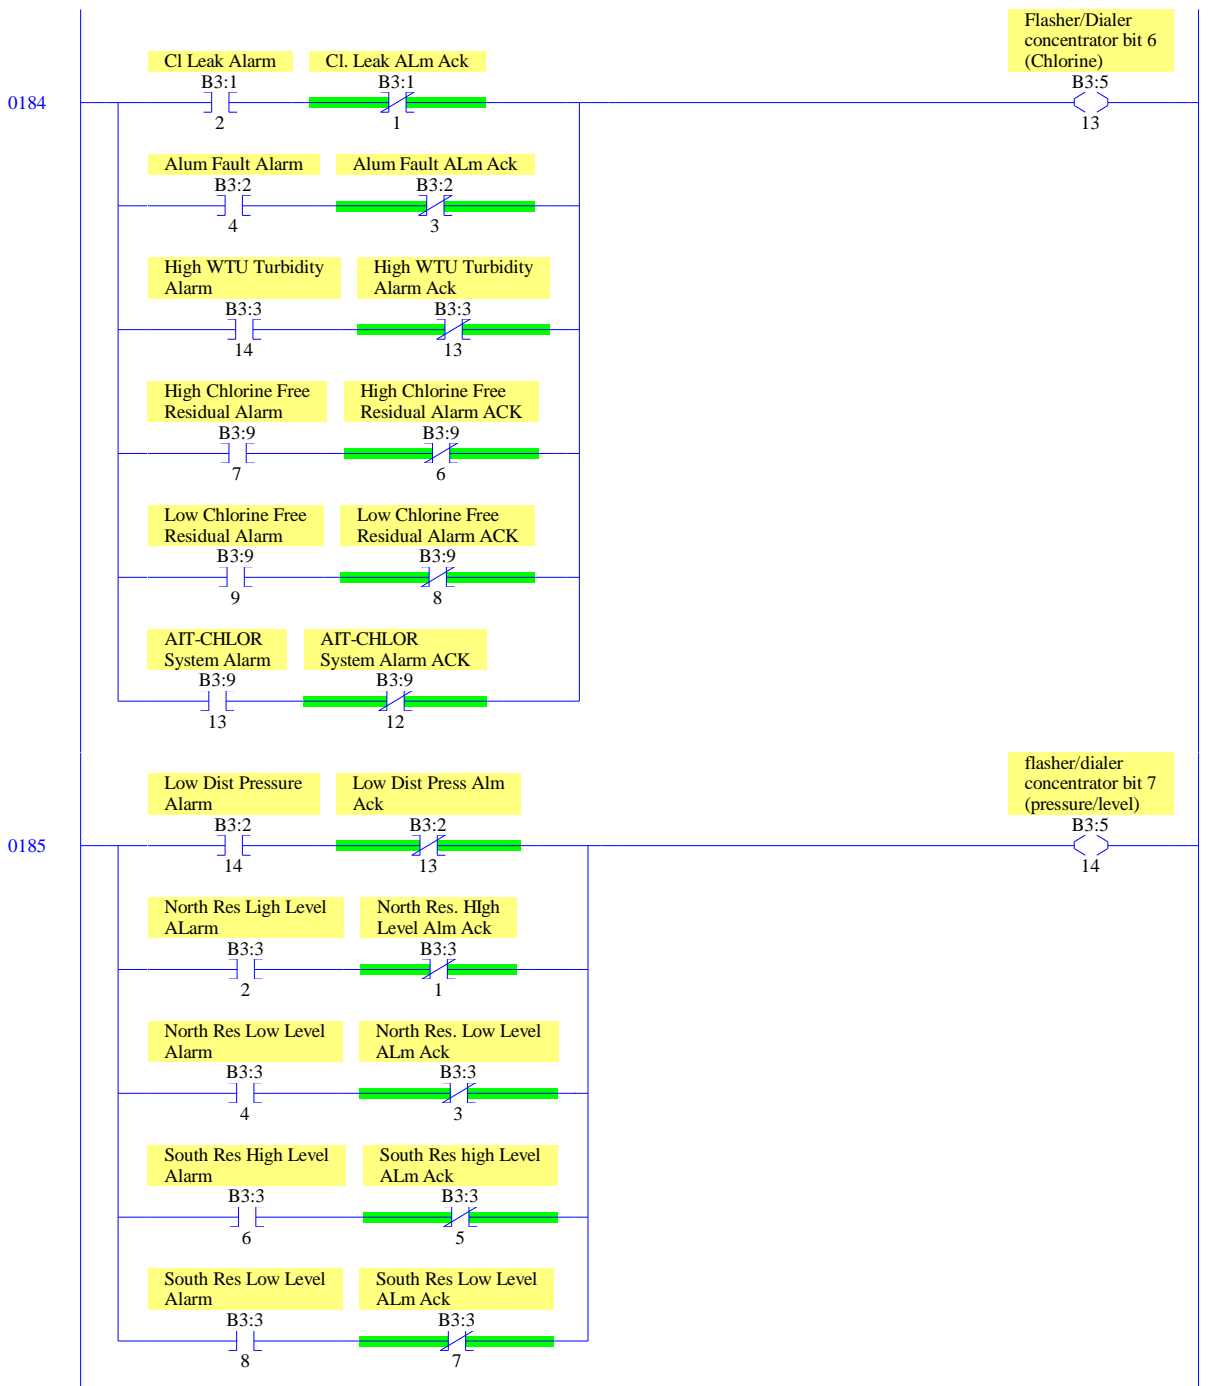 Flasher/Dialer
concentrator bit 6
(Chlorine)
Cl Leak Alarm
Cl. Leak ALm Ack
B3:1
B3:1
B3:5
0184
2
1
13
Alum Fault Alarm
Alum Fault ALm Ack
B3:2
B3:2
4
3
High WTU Turbidity
Alarm
High WTU Turbidity
Alarm Ack
B3:3
B3:3
14
13
High Chlorine Free
Residual Alarm
High Chlorine Free
Residual Alarm ACK
B3:9
B3:9
7
6
Low Chlorine Free
Residual Alarm
Low Chlorine Free
Residual Alarm ACK
B3:9
B3:9
9
8
AIT-CHLOR
System Alarm
AIT-CHLOR
System Alarm ACK
B3:9
B3:9
13
12
flasher/dialer
concentrator bit 7
(pressure/level)
Low Dist Pressure
Alarm
Low Dist Press Alm
Ack
B3:2
B3:2
B3:5
0185
14
13
14
North Res Ligh Level
ALarm
North Res. HIgh
Level Alm Ack
B3:3
B3:3
2
1
North Res Low Level
Alarm
North Res. Low Level
ALm Ack
B3:3
B3:3
4
3
South Res High Level
Alarm
South Res high Level
ALm Ack
B3:3
B3:3
6
5
South Res Low Level
Alarm
South Res Low Level
ALm Ack
B3:3
B3:3
8
7